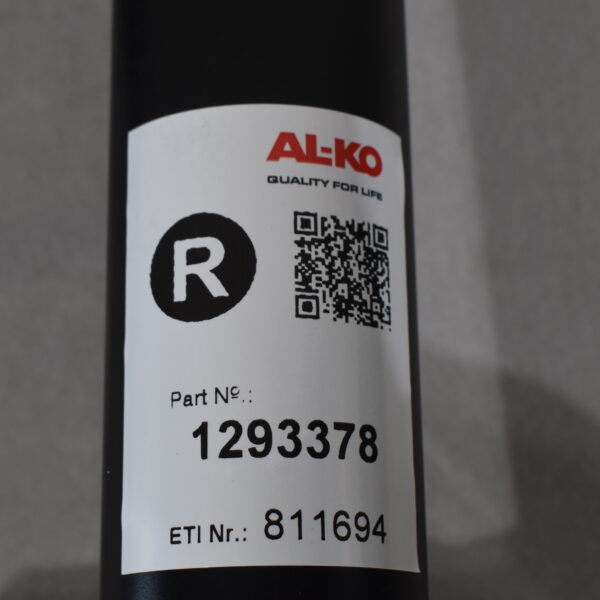 AL-KO
QUALITY FOR LIFE
R
Part Nº.:
1293378
ETI Nr.: 811694